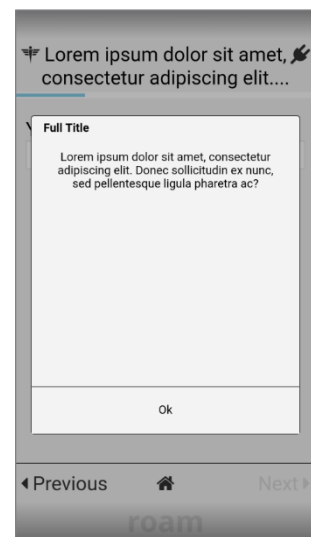 Lorem ipsum dolor sit amet,
consectetur adipiscing elit....
Full Title
Lorem ipsum dolor sit amet, consectetur
adipiscing elit. Donec sollicitudin ex nunc,
sed pellentesque ligula pharetra ac?
Ok
Previous
Next
roam